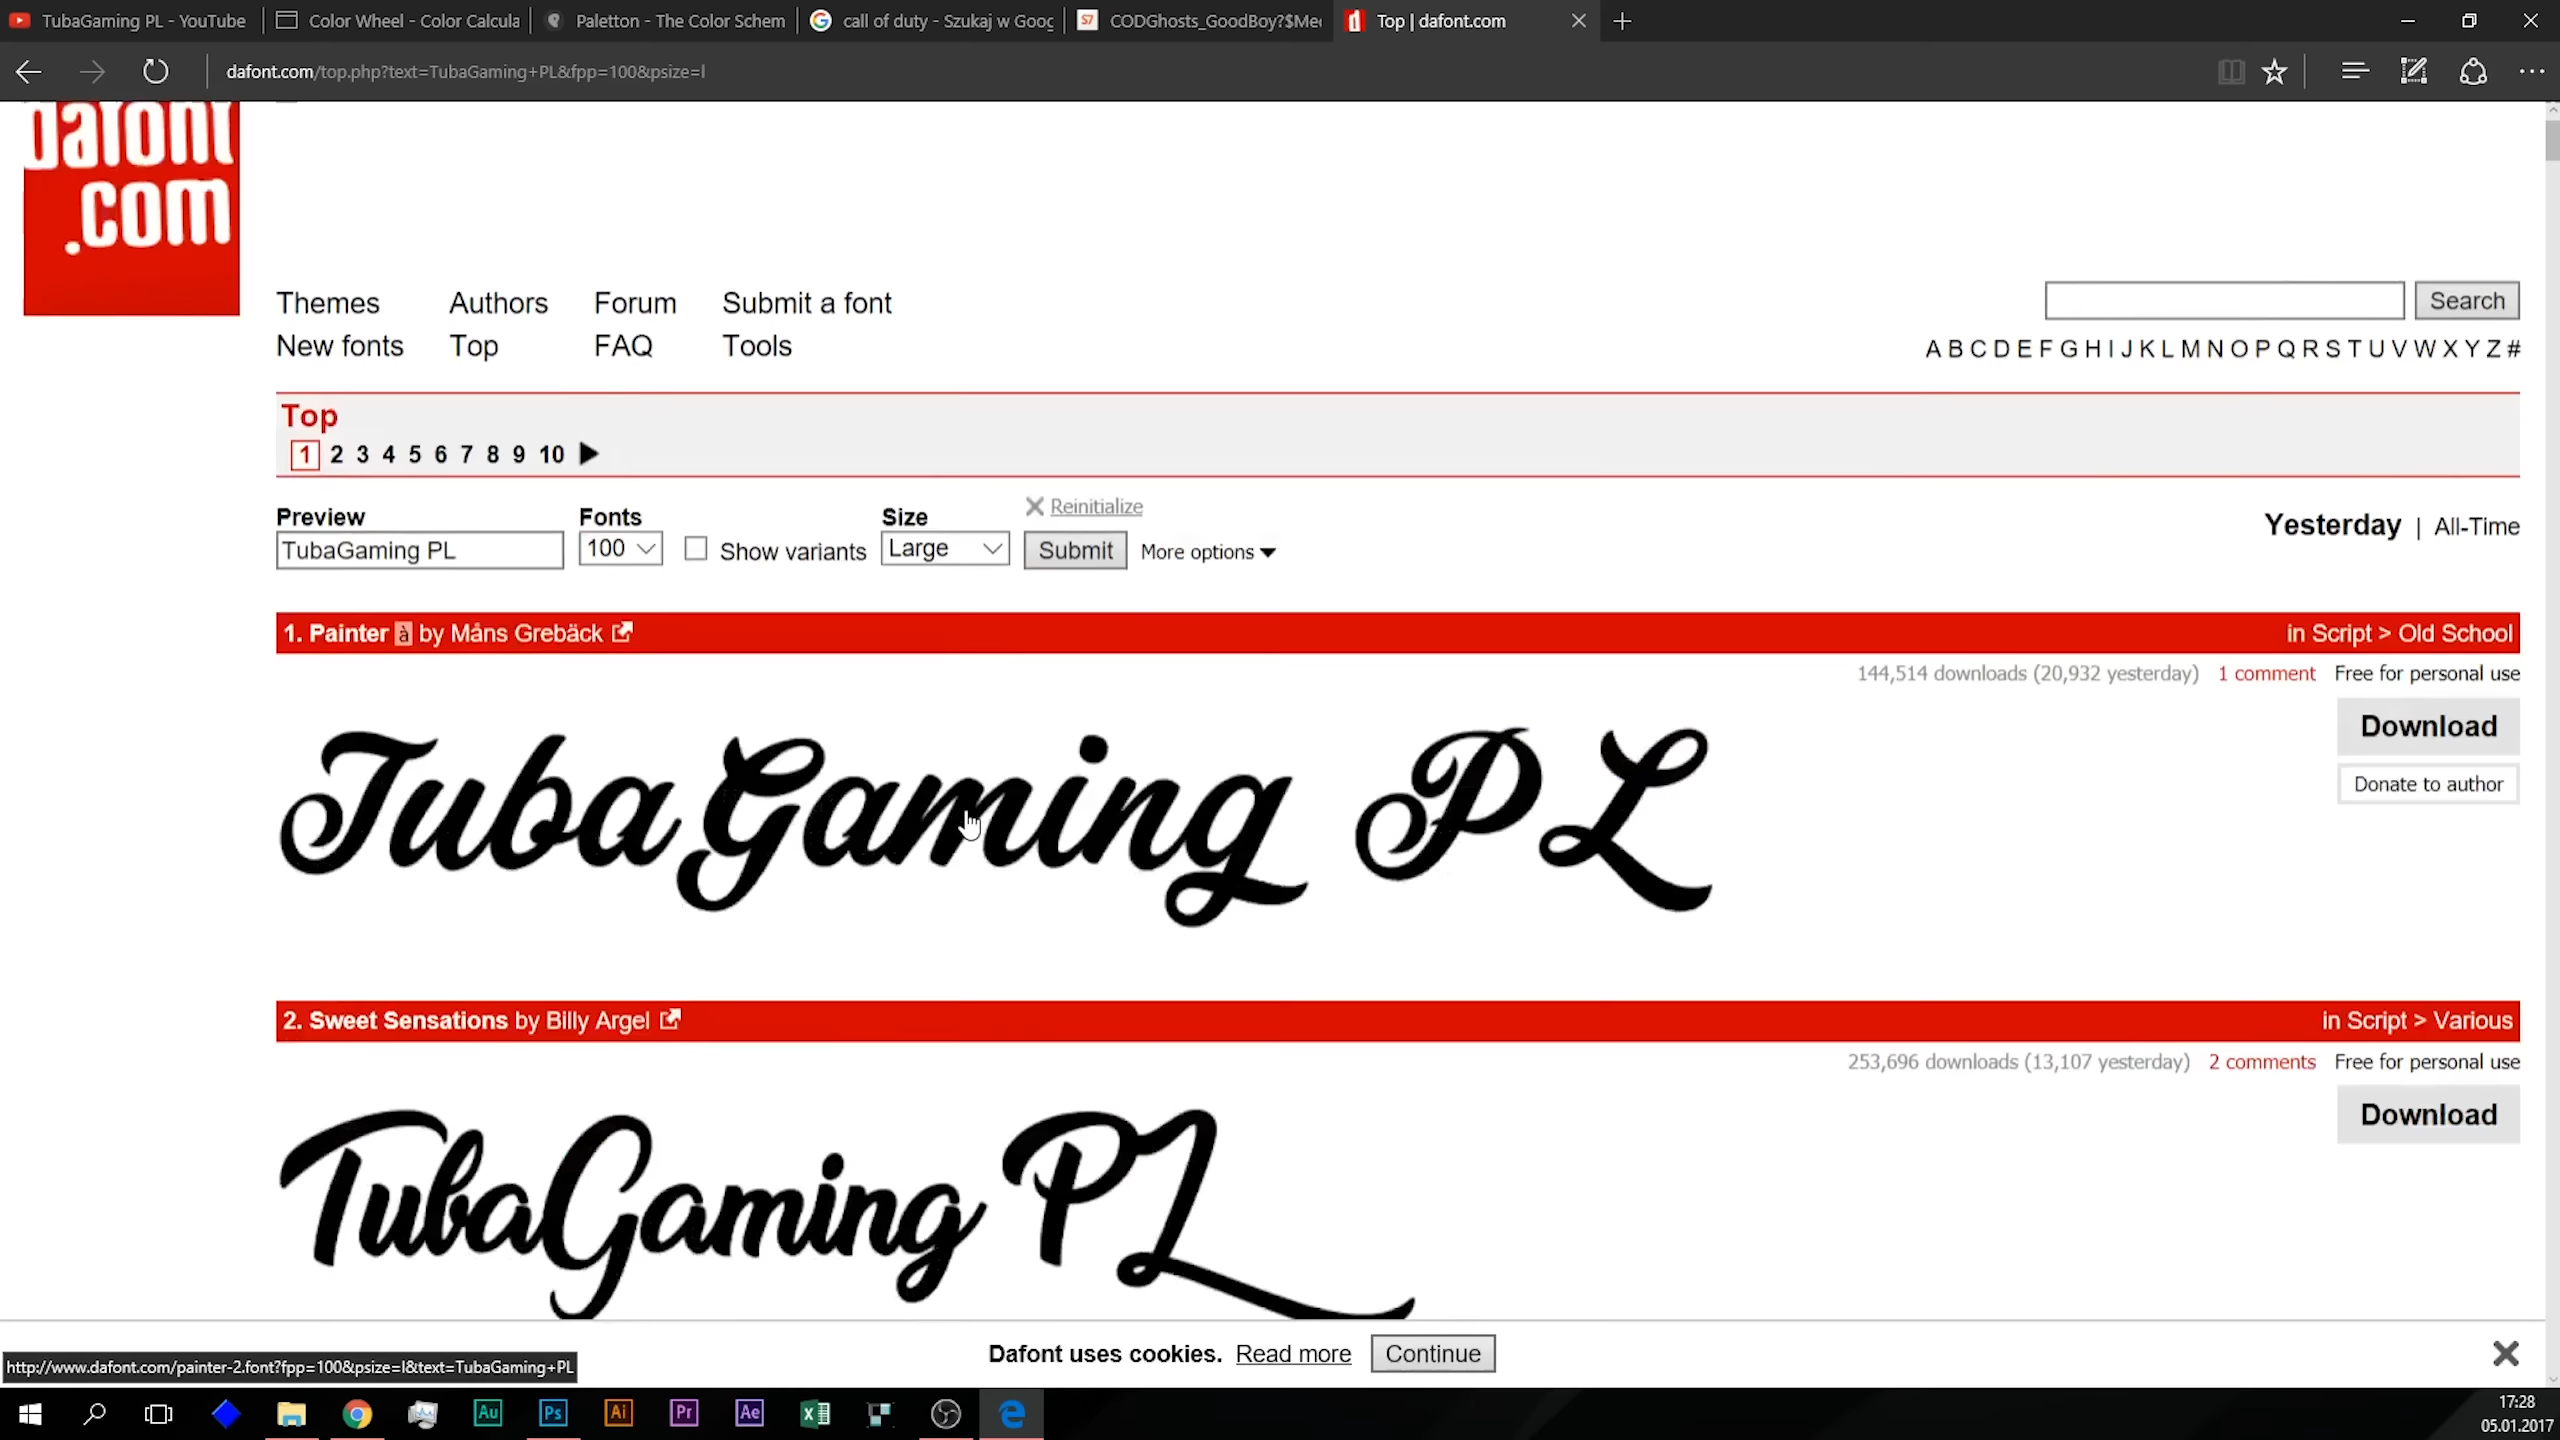 TubaGaming PL - YouTube
Color Wheel - Color Calcula
Paletton - The Color Schem
call of duty - Szukaj w Goog
CODGhosts_GoodBoy?$Med
Top | dafont.com
dafont.com/top.php?text=TubaGaming+PL&fpp=100&psize=l
dafont
.com
Themes Authors Forum Submit a font
Search
New fonts Top FAQ Tools
A B C D E F G H I J K L M N O P Q R S T U V W X Y Z #
Top
1 2 3 4 5 6 7 8 9 10
Reinitialize
Preview Fonts Size
TubaGaming PL 100 Show variants Large Submit More options
Yesterday | All-Time
1. Painter à by Måns Grebäck
in Script > Old School
144,514 downloads (20,932 yesterday) 1 comment Free for personal use
Download
Donate to author
TubaGaming PL
2. Sweet Sensations by Billy Argel
in Script > Various
253,696 downloads (13,107 yesterday) 2 comments Free for personal use
Download
TubaGaming PL
Dafont uses cookies. Read more Continue
http://www.dafont.com/painter-2.font?fpp=100&psize=l&text=TubaGaming+PL
Au Ps Ai Pr Ae
17:28
05.01.2017